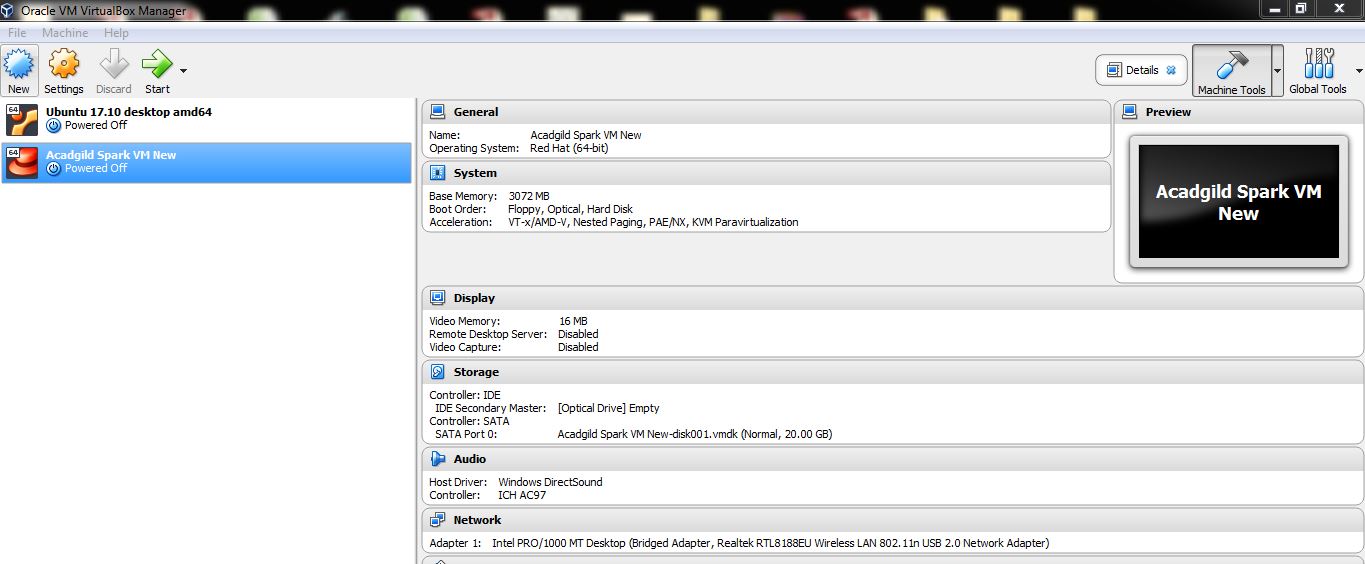 Oracle VM VirtualBox Manager
File Machine Help
New Settings Discard Start
Details Machine Tools Global Tools
64 Ubuntu 17.10 desktop amd64
Powered Off
64 Acadgild Spark VM New
Powered Off
General
Name: Acadgild Spark VM New
Operating System: Red Hat (64-bit)
System
Base Memory: 3072 MB
Boot Order: Floppy, Optical, Hard Disk
Acceleration: VT-x/AMD-V, Nested Paging, PAE/NX, KVM Paravirtualization
Preview
Acadgild Spark VM
New
Display
Video Memory: 16 MB
Remote Desktop Server: Disabled
Video Capture: Disabled
Storage
Controller: IDE
IDE Secondary Master: [Optical Drive] Empty
Controller: SATA
SATA Port 0: Acadgild Spark VM New-disk001.vmdk (Normal, 20.00 GB)
Audio
Host Driver: Windows DirectSound
Controller: ICH AC97
Network
Adapter 1: Intel PRO/1000 MT Desktop (Bridged Adapter, Realtek RTL8188EU Wireless LAN 802.11n USB 2.0 Network Adapter)